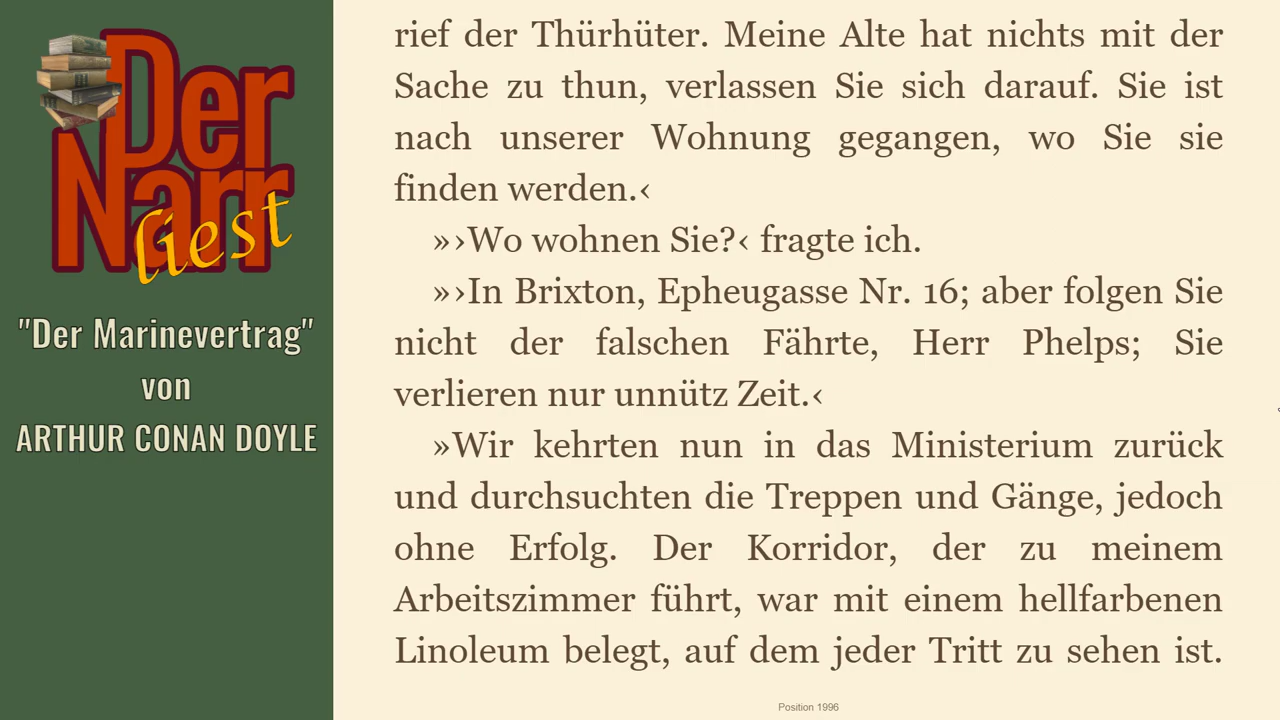 Der
Narr
liest
"Der Marinevertrag"
von
ARTHUR CONAN DOYLE
rief der Thürhüter. Meine Alte hat nichts mit der
Sache zu thun, verlassen Sie sich darauf. Sie ist
nach unserer Wohnung gegangen, wo Sie sie
finden werden.‹
»›Wo wohnen Sie?‹ fragte ich.
»›In Brixton, Epheugasse Nr. 16; aber folgen Sie
nicht der falschen Fährte, Herr Phelps; Sie
verlieren nur unnütz Zeit.‹
»Wir kehrten nun in das Ministerium zurück
und durchsuchten die Treppen und Gänge, jedoch
ohne Erfolg. Der Korridor, der zu meinem
Arbeitszimmer führt, war mit einem hellfarbenen
Linoleum belegt, auf dem jeder Tritt zu sehen ist.
Position 1996